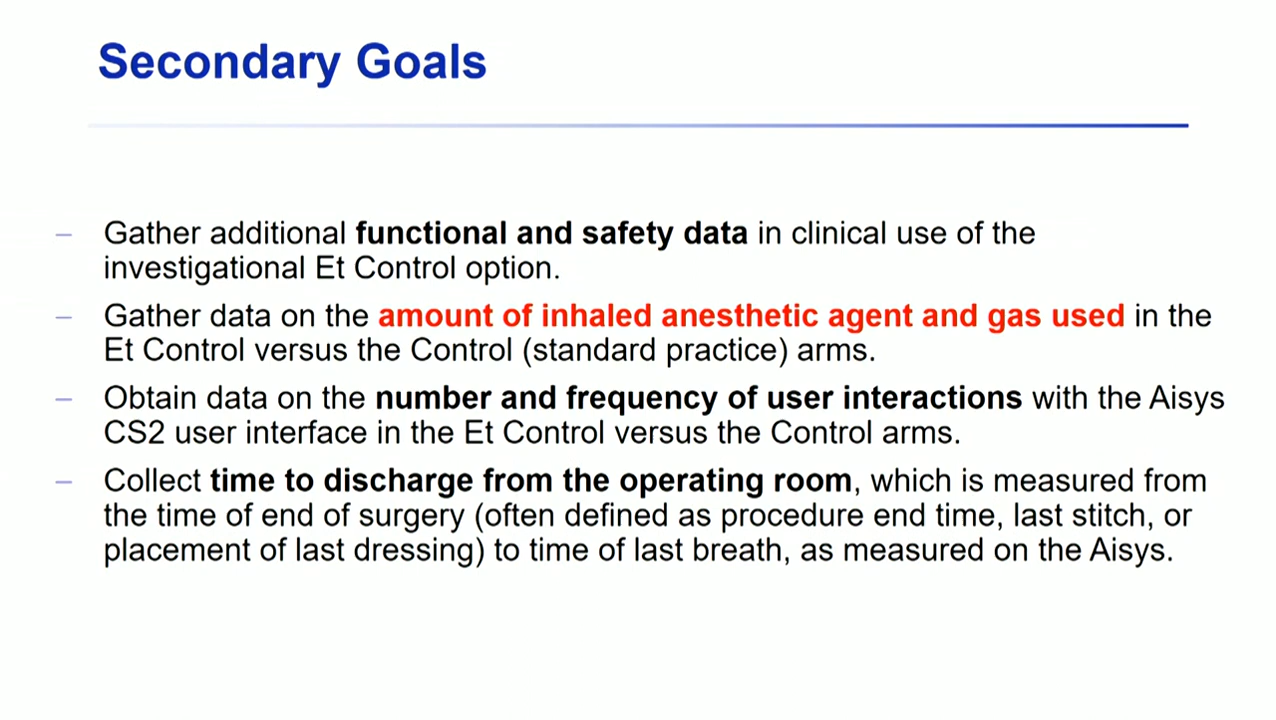 Secondary Goals
– Gather additional functional and safety data in clinical use of the
investigational Et Control option.
– Gather data on the amount of inhaled anesthetic agent and gas used in the
Et Control versus the Control (standard practice) arms.
– Obtain data on the number and frequency of user interactions with the Aisys
CS2 user interface in the Et Control versus the Control arms.
– Collect time to discharge from the operating room, which is measured from
the time of end of surgery (often defined as procedure end time, last stitch, or
placement of last dressing) to time of last breath, as measured on the Aisys.